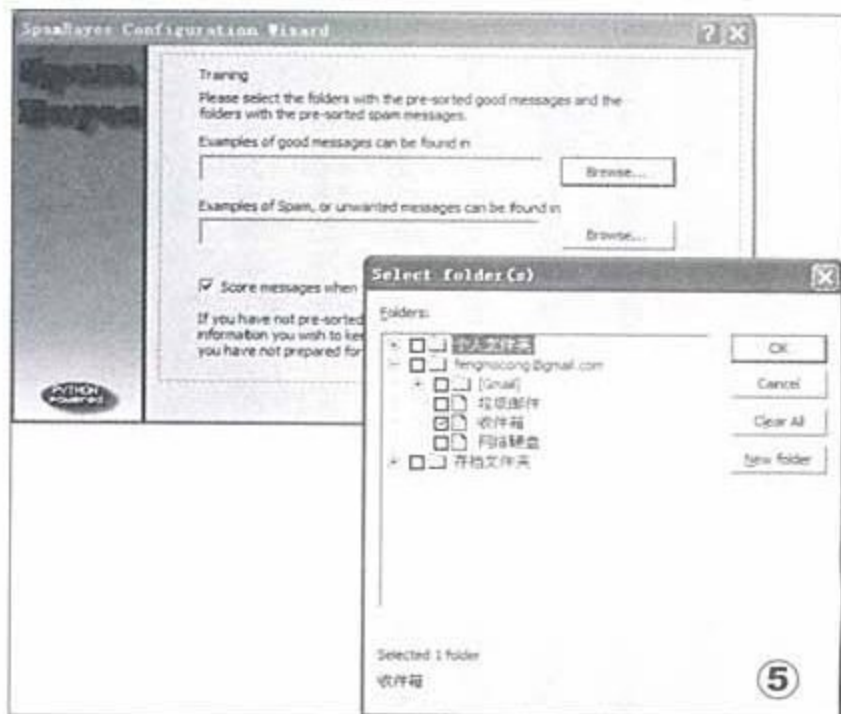 SpamBayes Configuration Wizard
Spam
Bayes
Training
Please select the folders with the pre-sorted good messages and the
folders with the pre-sorted spam messages.
Examples of good messages can be found in
Browse...
Examples of Spam, or unwanted messages can be found in
Browse...
Score messages when
If you have not pre-sorted
information you wish to
you have not prepared for
PYTHON
POWERED
Select folder(s)
Folders:
个人文件夹
@gmail.com
[Gmail]
垃圾邮件
收件箱
网络硬盘
存档文件夹
OK
Cancel
Clear All
New folder
Selected 1 folder
收件箱
⑤